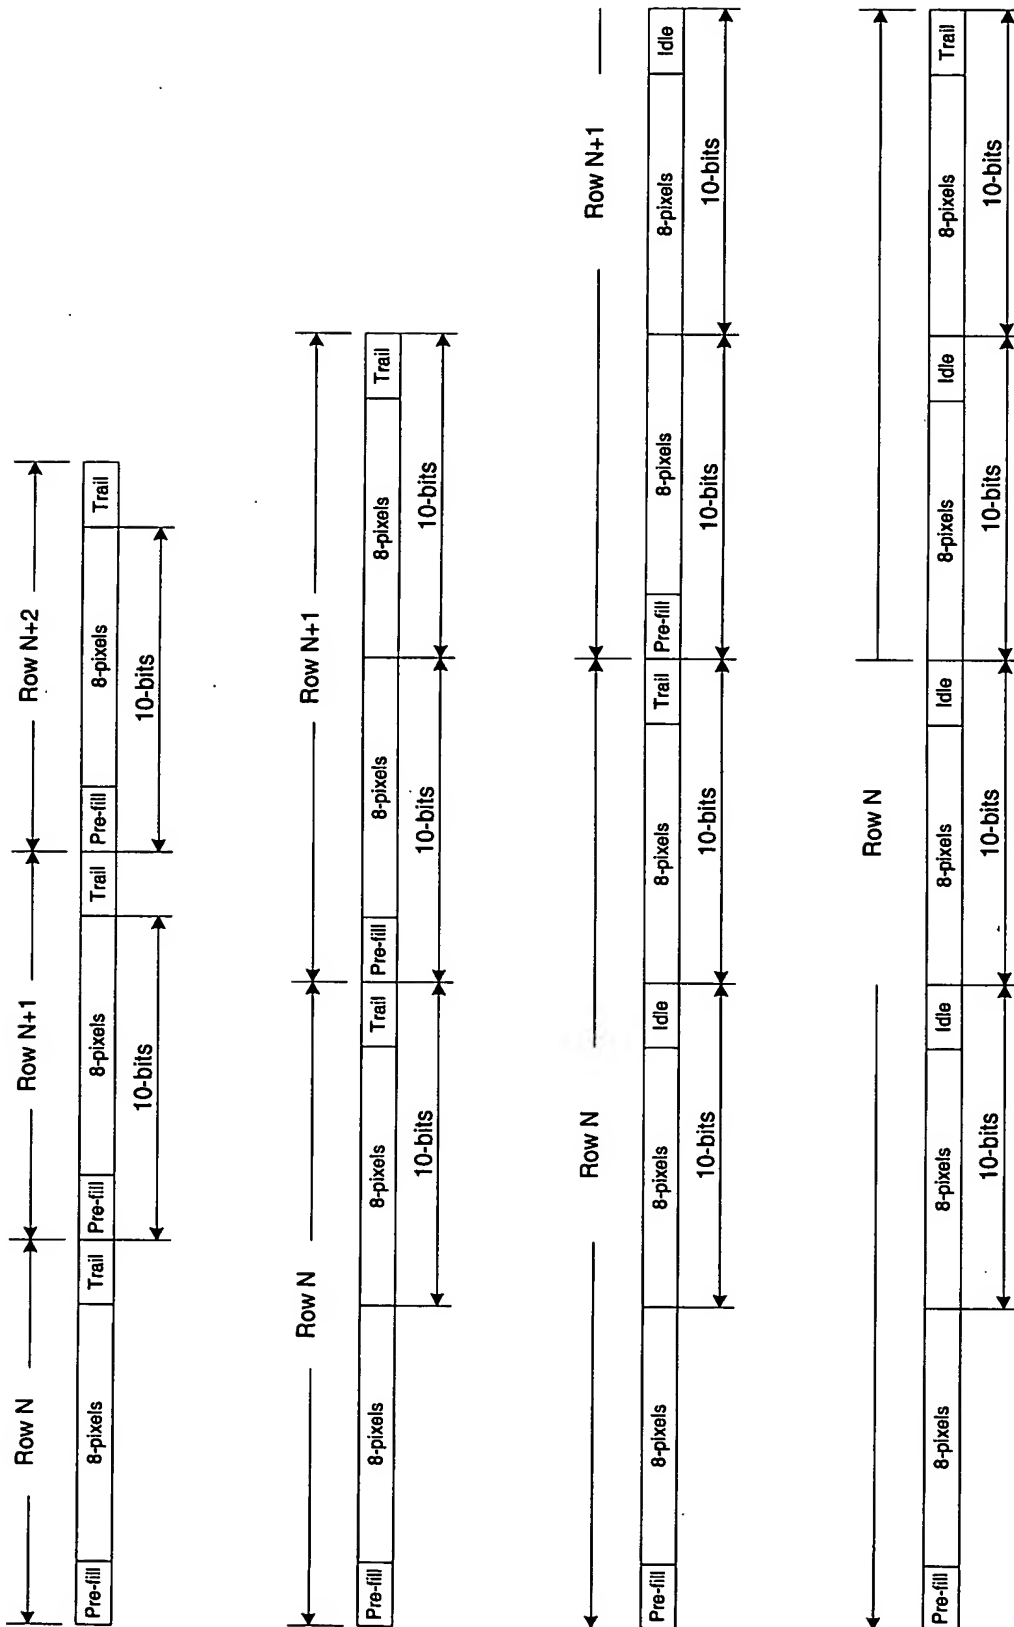 Row N Row N+1 Row N+2
Pre-fill 8-pixels Trail Pre-fill 8-pixels Trail Pre-fill 8-pixels Trail
10-bits 10-bits
Row N Row N+1
Pre-fill 8-pixels 8-pixels Trail Pre-fill 8-pixels 8-pixels Trail
10-bits 10-bits 10-bits
Row N Row N+1
Pre-fill 8-pixels 8-pixels Idle 8-pixels Trail Pre-fill 8-pixels 8-pixels Idle
10-bits 10-bits 10-bits 10-bits
Row N
Pre-fill 8-pixels 8-pixels Idle 8-pixels Idle 8-pixels Idle 8-pixels Trail
10-bits 10-bits 10-bits 10-bits